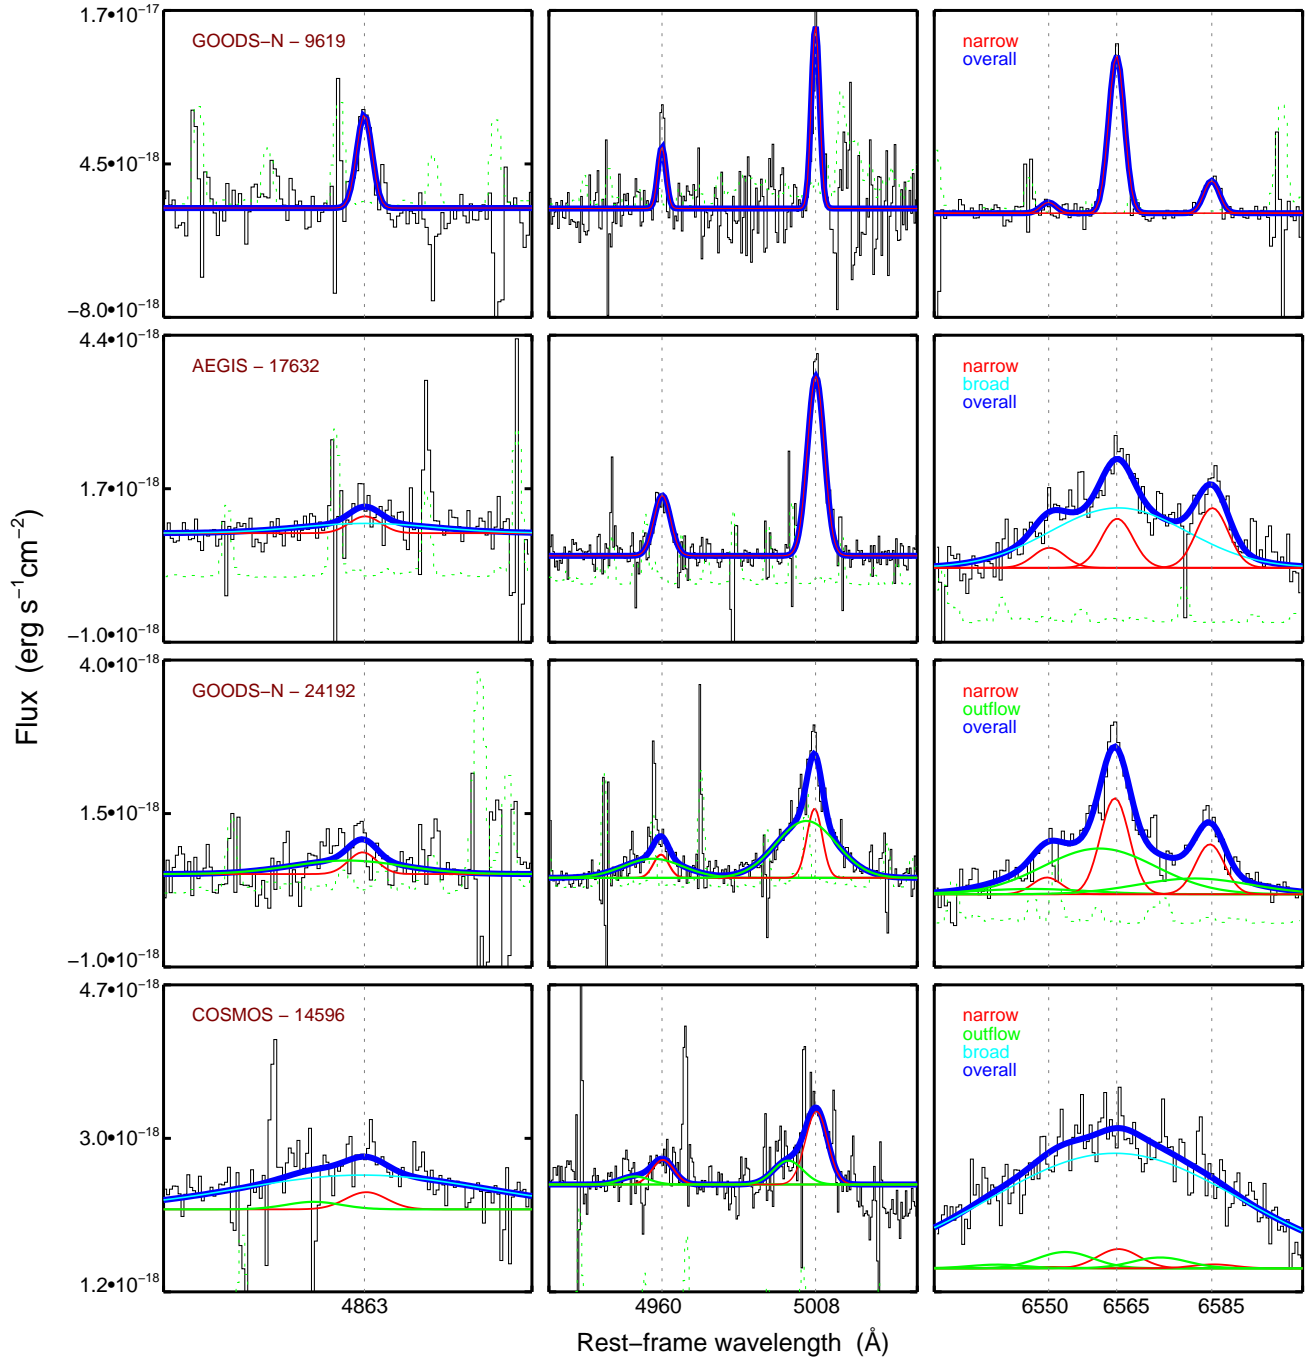 1.7•10⁻¹⁷
GOODS−N − 9619
narrow
overall
4.5•10⁻¹⁸
−8.0•10⁻¹⁸
4.4•10⁻¹⁸
AEGIS − 17632
narrow
broad
overall
1.7•10⁻¹⁸
−1.0•10⁻¹⁸
Flux (erg s⁻¹cm⁻²)
4.0•10⁻¹⁸
GOODS−N − 24192
narrow
outflow
overall
1.5•10⁻¹⁸
−1.0•10⁻¹⁸
4.7•10⁻¹⁸
COSMOS − 14596
narrow
outflow
broad
overall
3.0•10⁻¹⁸
1.2•10⁻¹⁸
4863 4960 5008 6550 6565 6585
Rest−frame wavelength (Å)